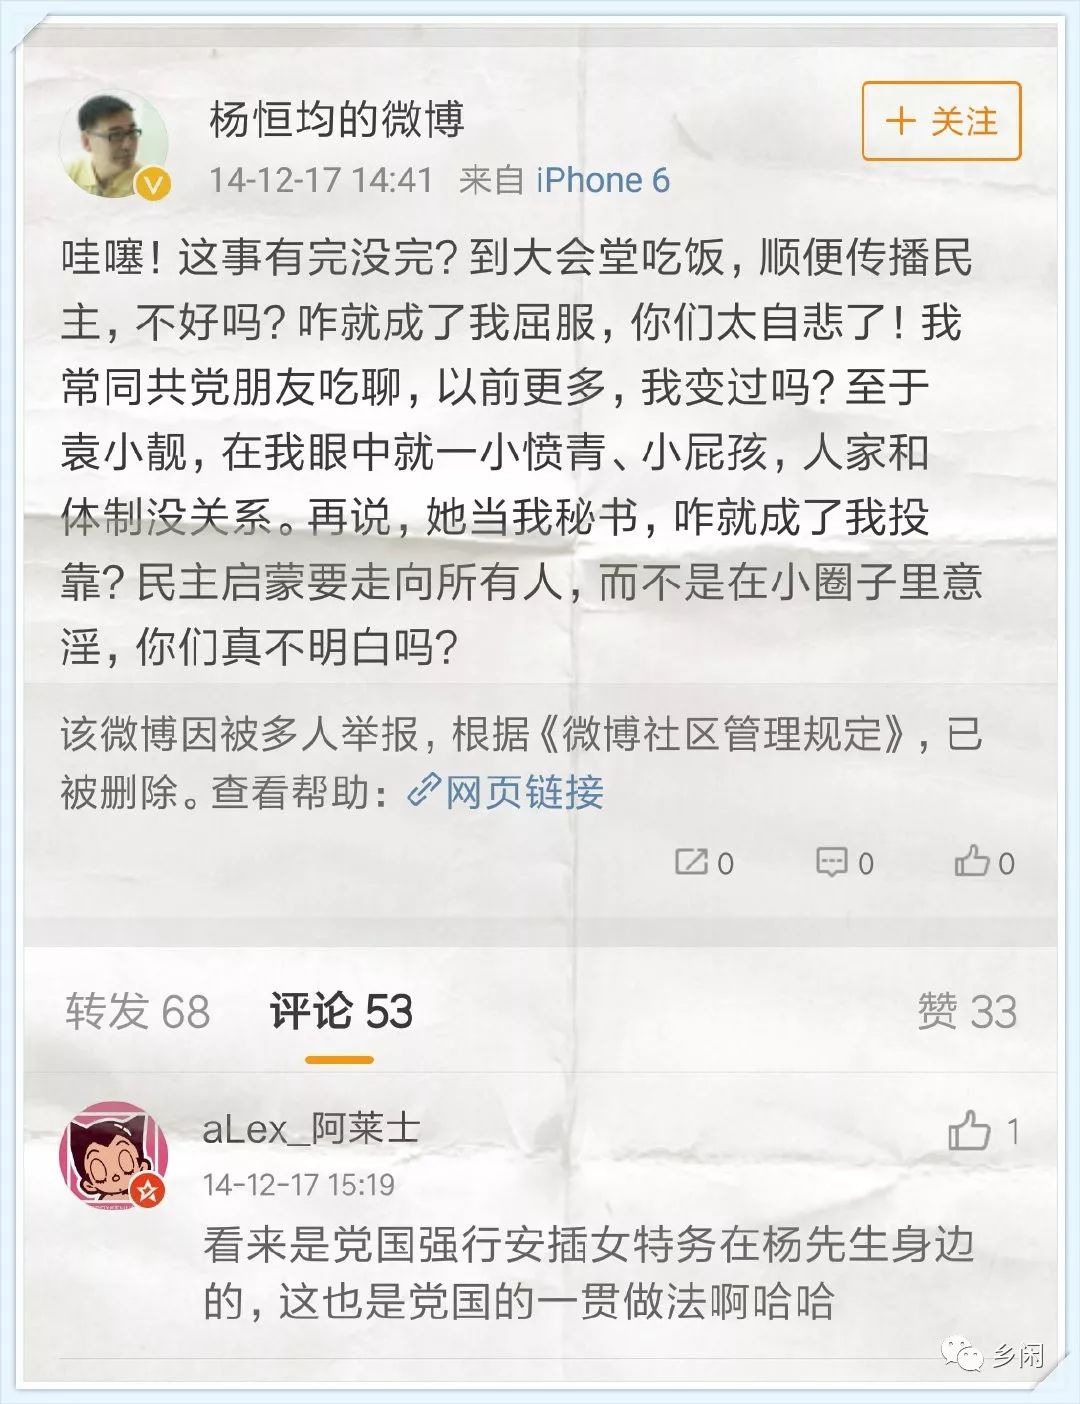 杨恒均的微博
+ 关注
14-12-17 14:41 来自 iPhone 6
哇噻！这事有完没完？到大会堂吃饭，顺便传播民
主，不好吗？咋就成了我屈服，你们太自悲了！我
常同共党朋友吃聊，以前更多，我变过吗？至于
袁小靓，在我眼中就一小愤青、小屁孩，人家和
体制没关系。再说，她当我秘书，咋就成了我投
靠？民主启蒙要走向所有人，而不是在小圈子里意
淫，你们真不明白吗？
该微博因被多人举报，根据《微博社区管理规定》，已
被删除。查看帮助：网页链接
0 0 0
转发 68 评论 53 赞 33
aLex_阿莱士 1
14-12-17 15:19
看来是党国强行安插女特务在杨先生身边
的，这也是党国的一贯做法啊哈哈
乡闲